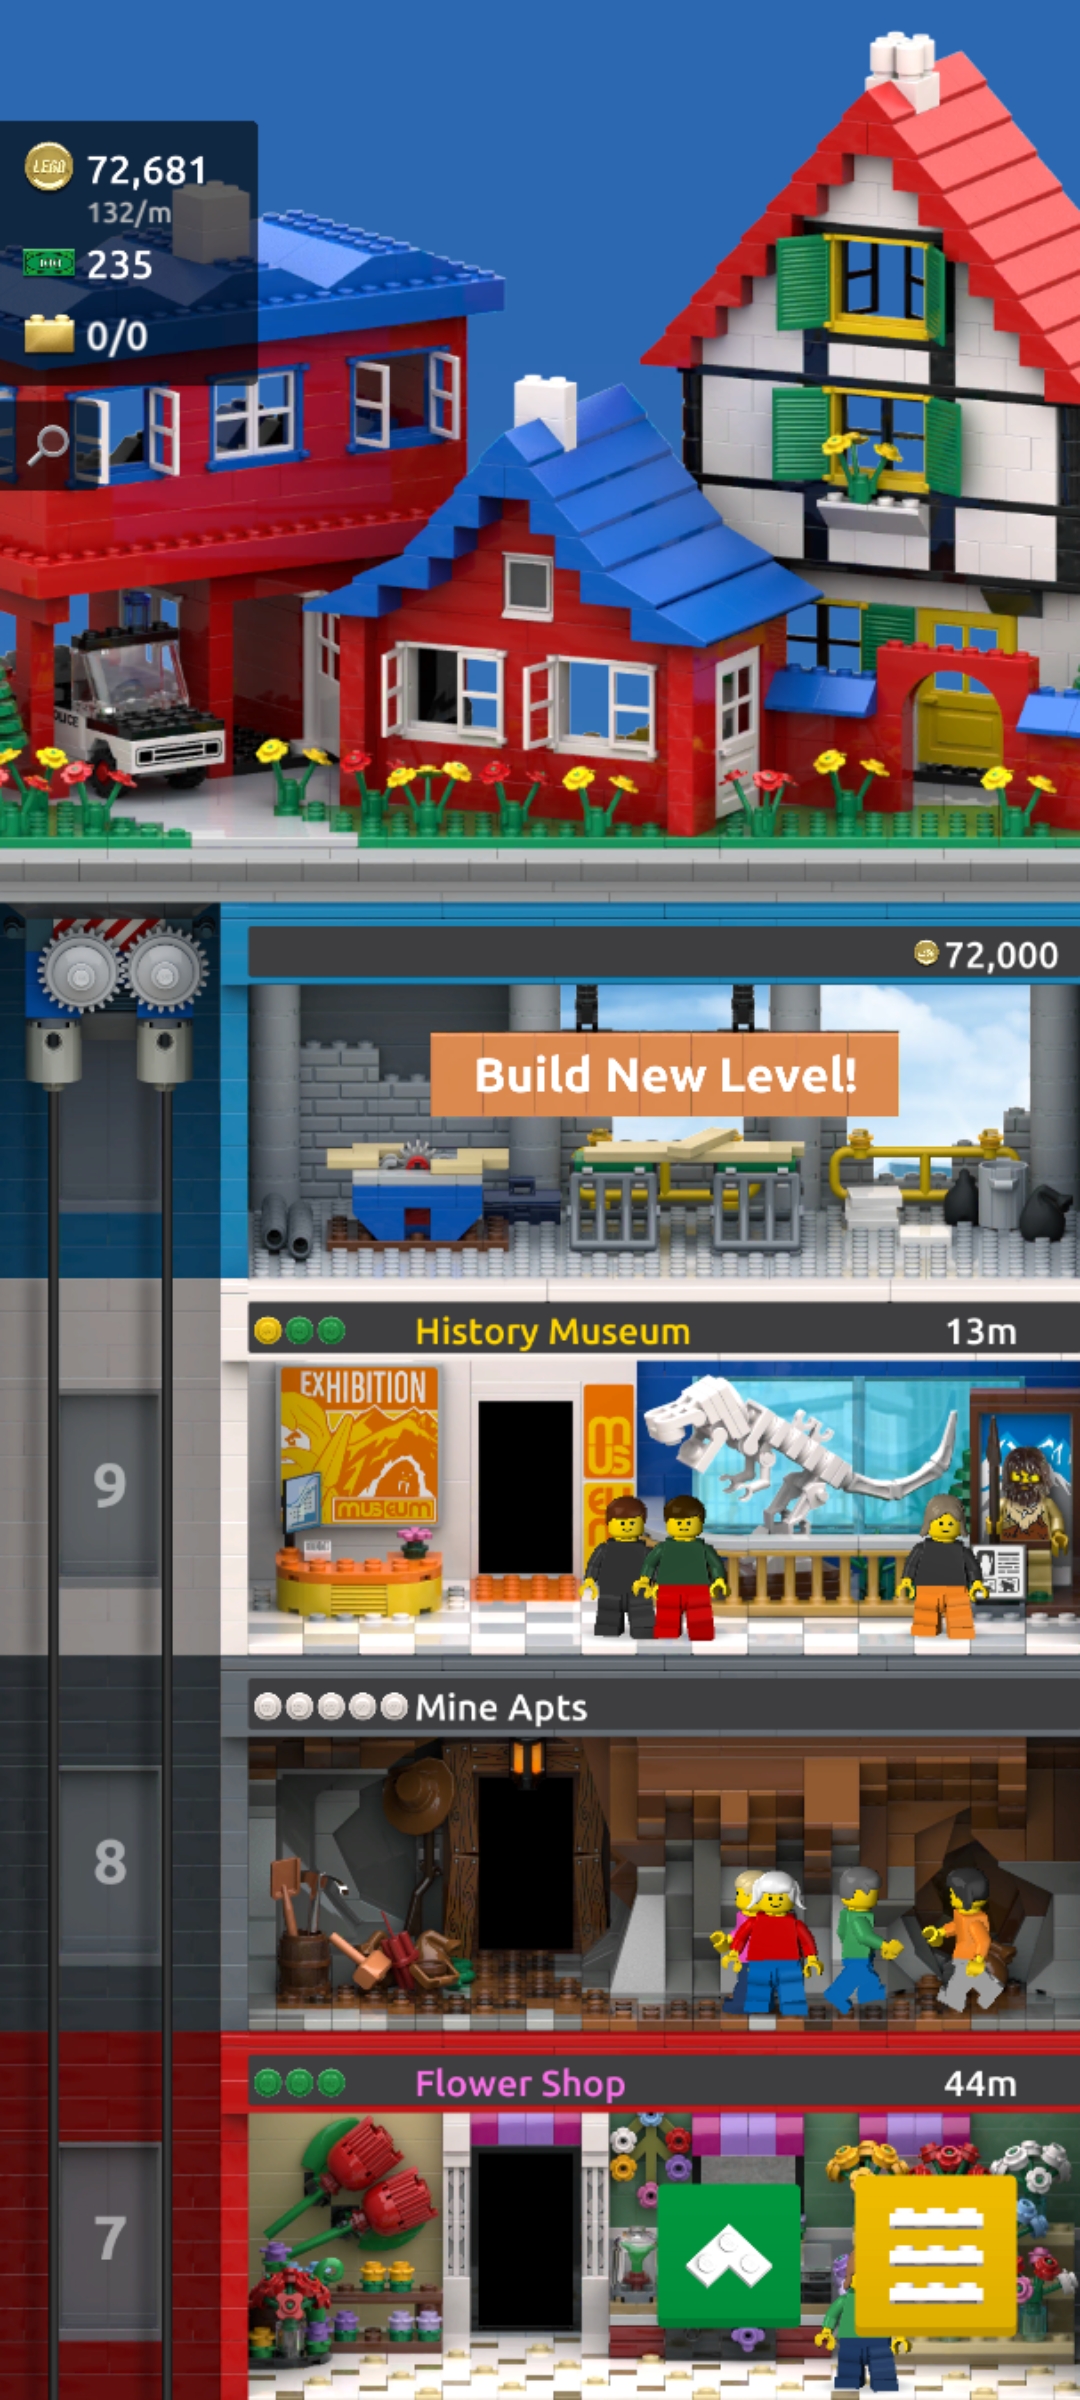 LEGO
72,681
132/m
235
0/0
POLICE
72,000
Build New Level!
History Museum
13m
EXHIBITION
museum
mus
9
Mine Apts
8
Flower Shop
44m
7